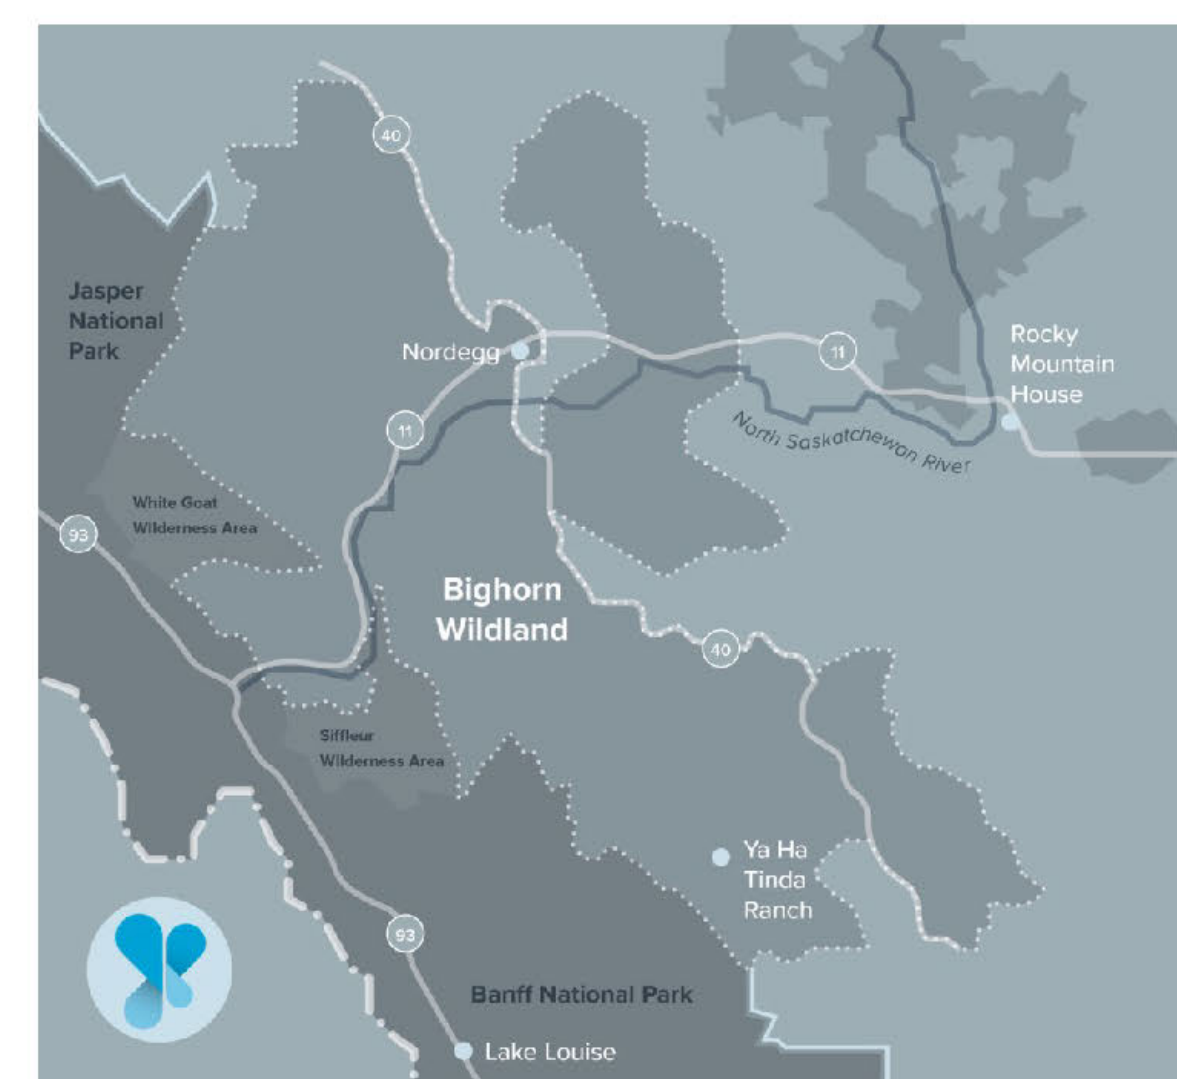 40
Jasper
National
Park
Nordegg
11
Rocky
Mountain
House
11
North Saskatchewan River
White Goat
Wilderness Area
93
Bighorn
Wildland
40
Siffleur
Wilderness Area
Ya Ha
Tinda
Ranch
93
Banff National Park
Lake Louise